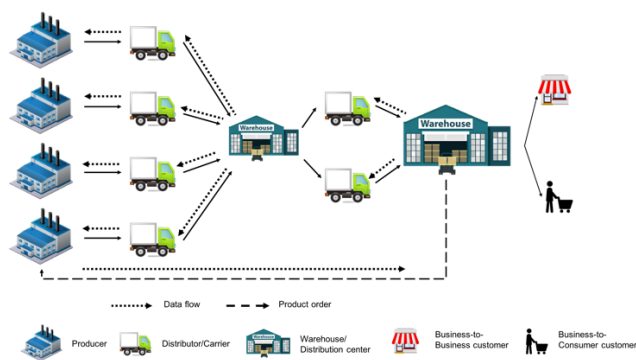 Warehouse
Warehouse
Data flow
Product order
Producer
Distributor/Carrier
Warehouse/
Distribution center
Business-to-
Business customer
Business-to-
Consumer customer